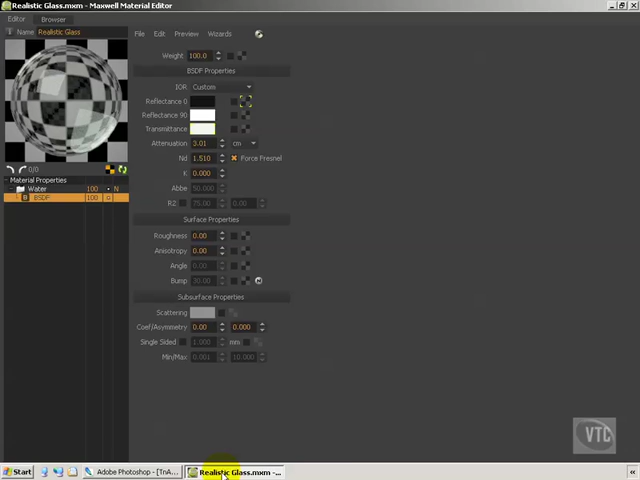 Realistic Glass.mxm - Maxwell Material Editor
Editor Browser
Name Realistic Glass
File Edit Preview Wizards
Weight 100.0
BSDF Properties
IOR Custom
Reflectance 0
Reflectance 90
Transmittance
Attenuation 3.01 cm
Nd 1.510 Force Fresnel
K 0.000
Abbe 50.000
R2 75.00 0.00
Surface Properties
Roughness 0.00
Anisotropy 0.00
Angle 0.00
Bump 30.00
Subsurface Properties
Scattering
Coef/Asymmetry 0.00 0.000
Single Sided 1.000 mm
Min/Max 0.001 10.000
0/0
Material Properties
Water 100 N
BSDF 100
VTC
Start Adobe Photoshop - [TnA... Realistic Glass.mxm -...